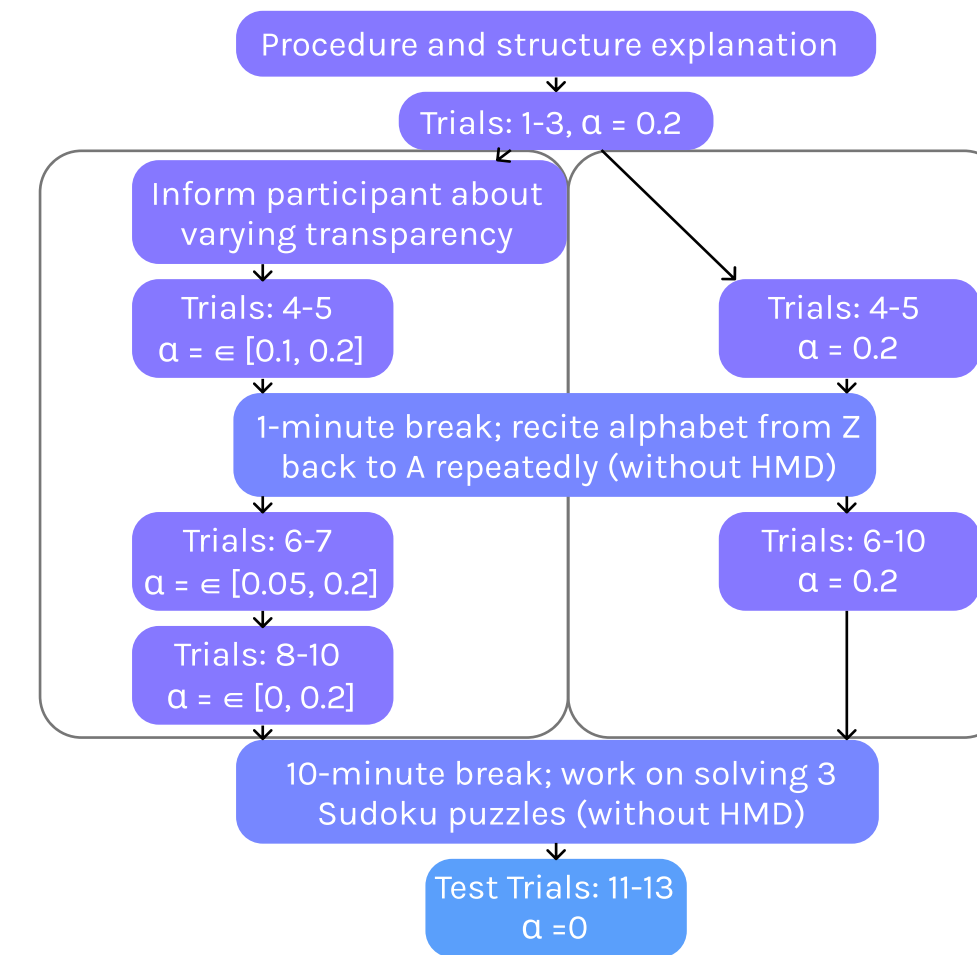 Procedure and structure explanation
Trials: 1-3, α = 0.2
Inform participant about
varying transparency
Trials: 4-5
α = ∈ [0.1, 0.2]
Trials: 4-5
α = 0.2
1-minute break; recite alphabet from Z
back to A repeatedly (without HMD)
Trials: 6-7
α = ∈ [0.05, 0.2]
Trials: 6-10
α = 0.2
Trials: 8-10
α = ∈ [0, 0.2]
10-minute break; work on solving 3
Sudoku puzzles (without HMD)
Test Trials: 11-13
α =0